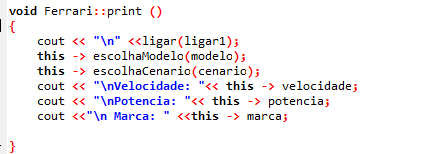 void Ferrari::print ()
{
cout << "\n" <<ligar(ligar1);
this -> escolhaModelo(modelo);
this -> escolhaCenario(cenario);
cout << "\nVelocidade: "<< this -> velocidade;
cout << "\nPotencia: "<< this -> potencia;
cout <<"\n Marca: " <<this -> marca;
}